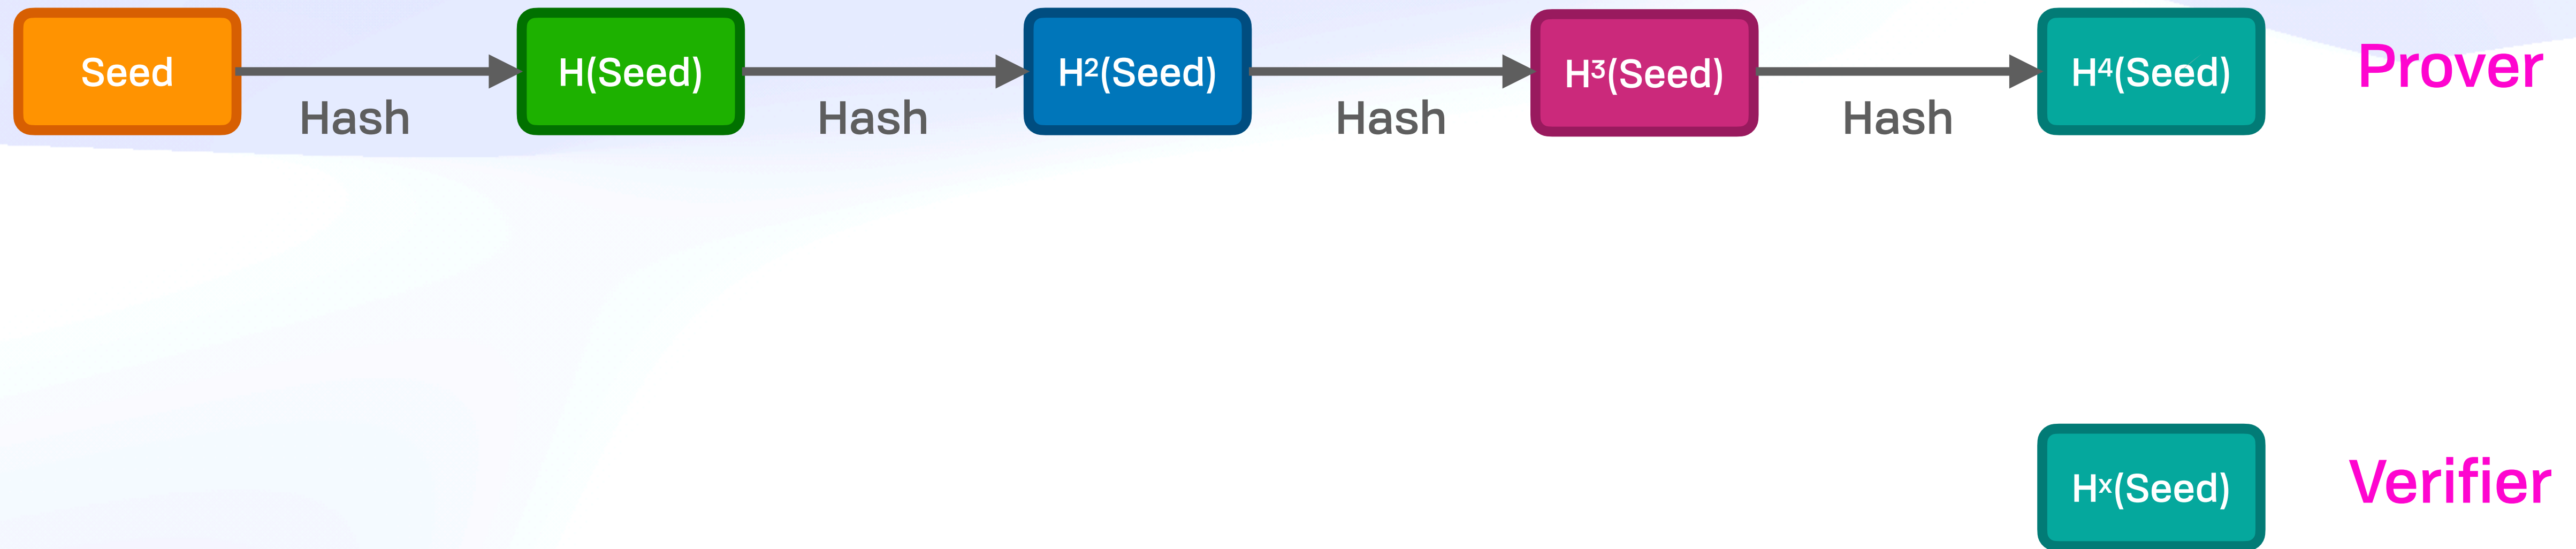 Seed
Hash
H(Seed)
Hash
H²(Seed)
Hash
H³(Seed)
Hash
H⁴(Seed)
Prover
Hˣ(Seed)
Verifier